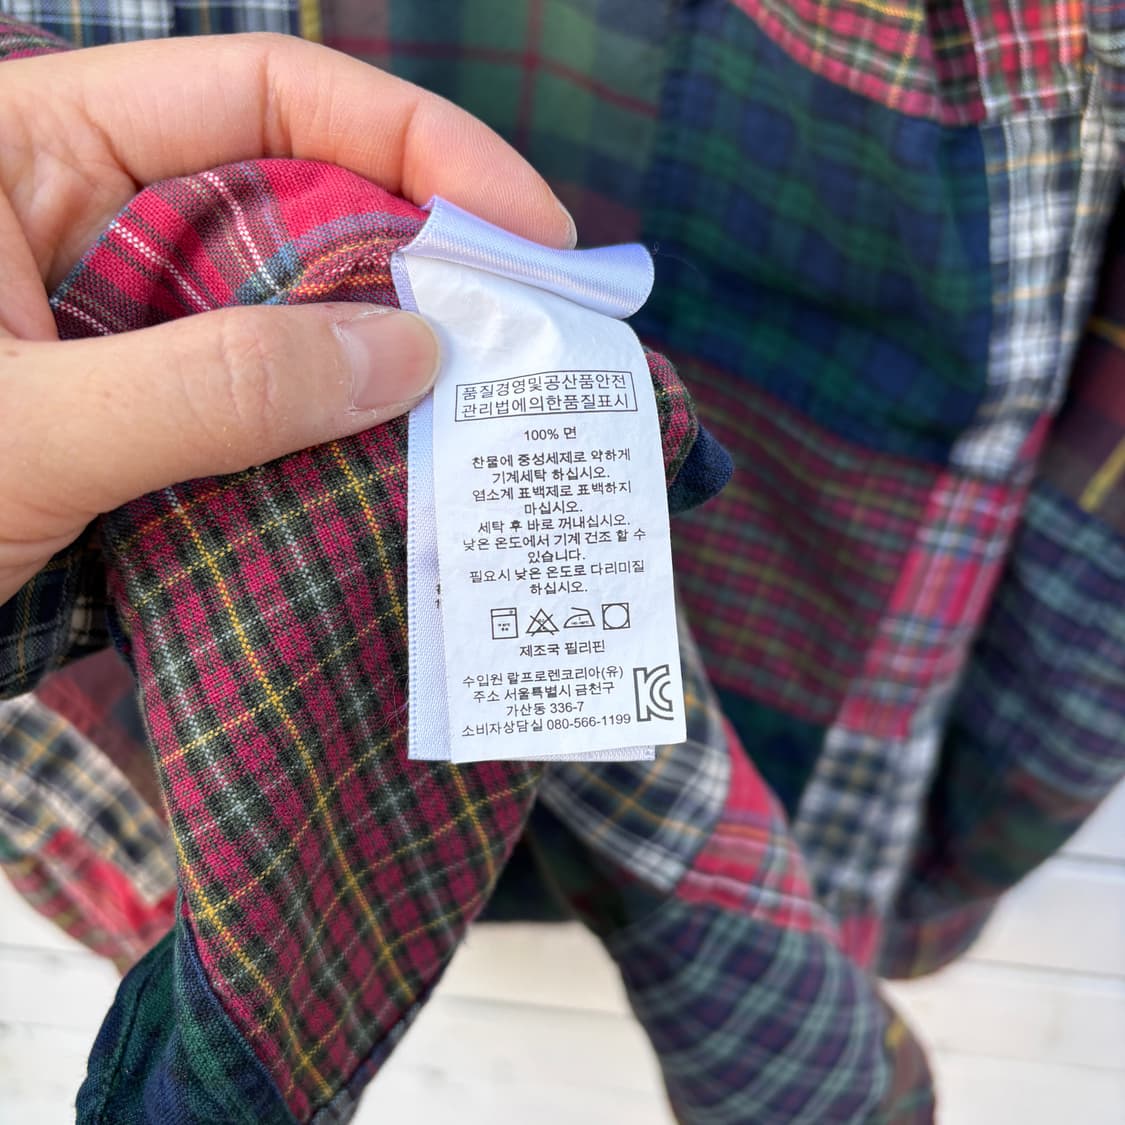 품질경영및공산품안전
관리법에의한품질표시
100% 면
찬물에 중성세제로 약하게
기계세탁 하십시오.
염소계 표백제로 표백하지
마십시오.
세탁 후 바로 꺼내십시오.
낮은 온도에서 기계 건조 할 수
있습니다.
필요시 낮은 온도로 다리미질
하십시오.
제조국 필리핀
수입원 랄프로렌코리아(유)
주소 서울특별시 금천구
가산동 336-7
소비자상담실 080-566-1199
KC